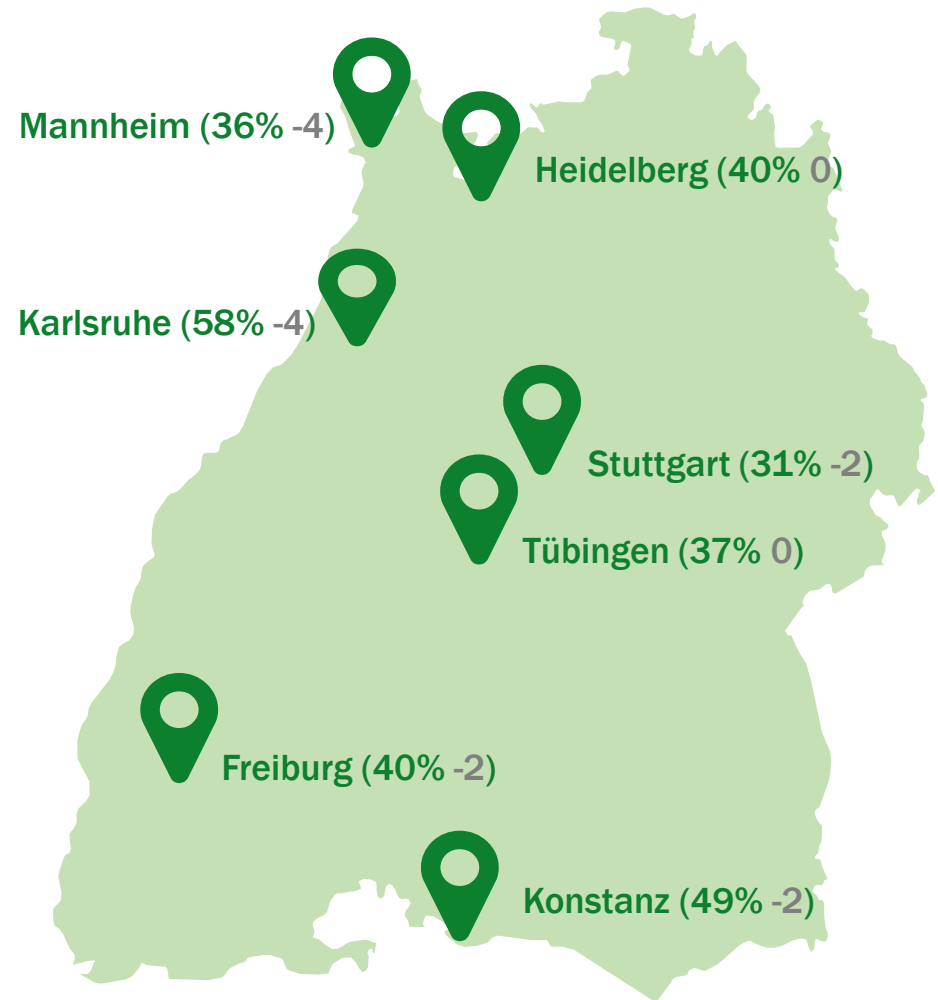 Mannheim (36% -4)
Heidelberg (40% 0)
Karlsruhe (58% -4)
Stuttgart (31% -2)
Tübingen (37% 0)
Freiburg (40% -2)
Konstanz (49% -2)